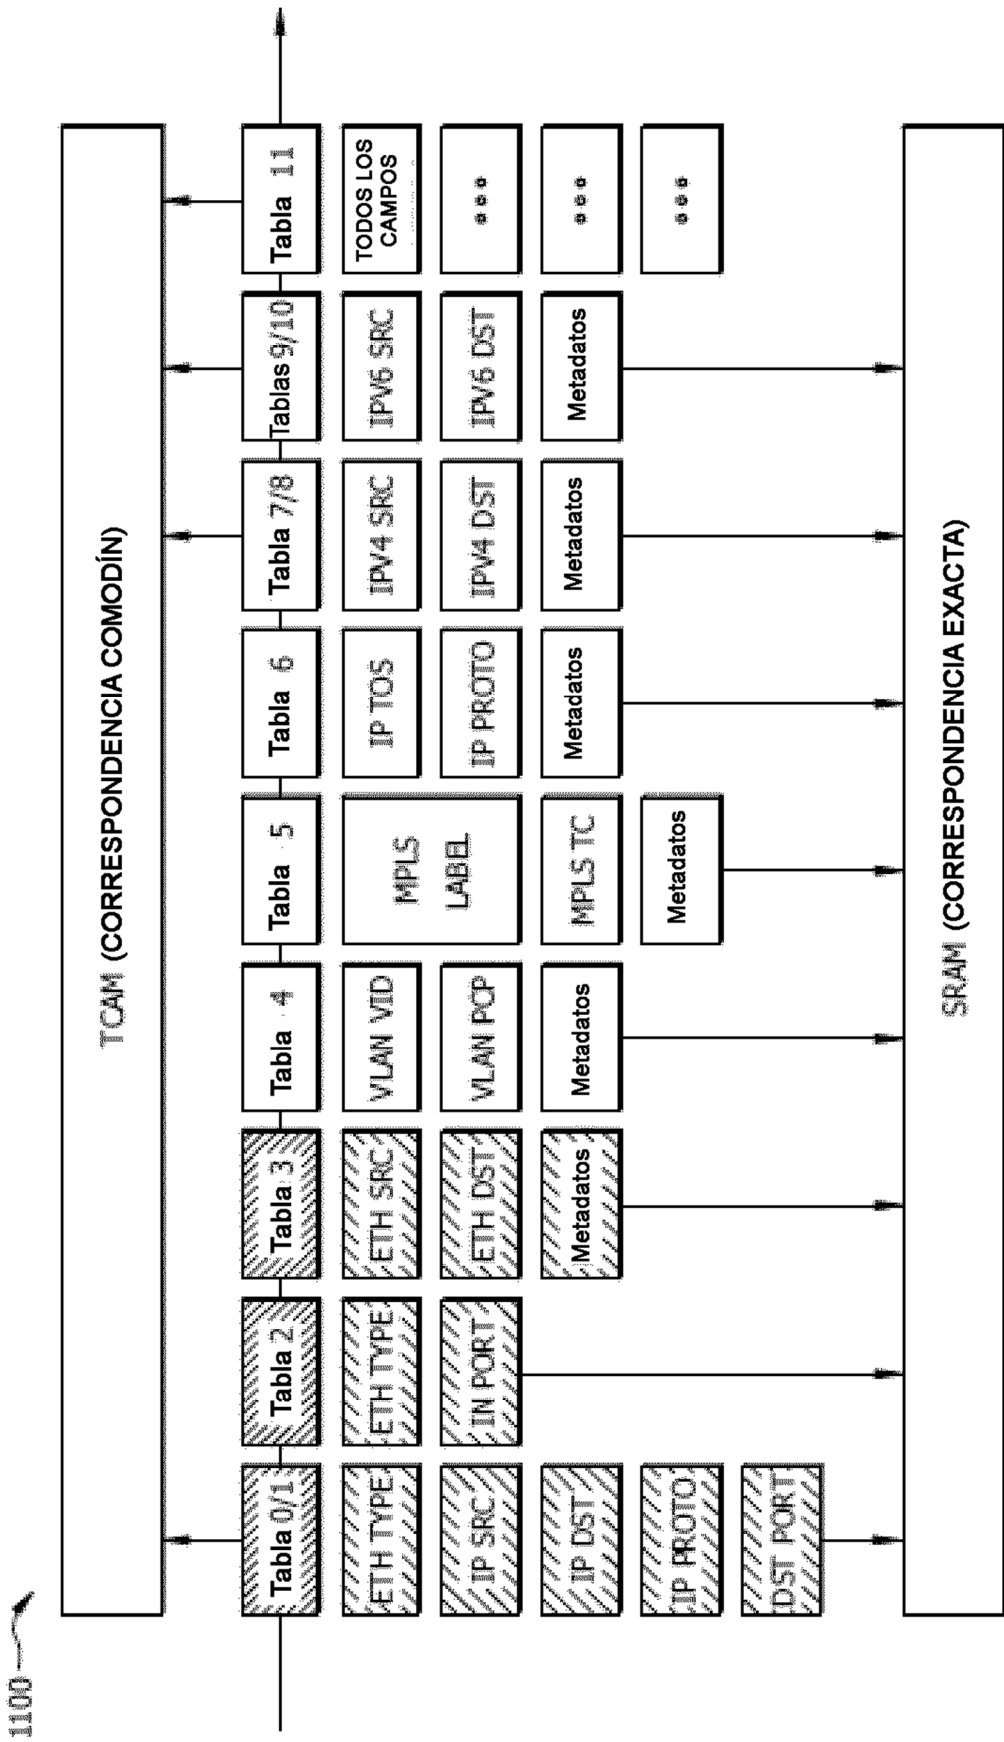 1100
TCAM (CORRESPONDENCIA COMODÍN)
Tabla 0/1
ETH TYPE
IP SRC
IP DST
IP PROTO
DST PORT
Tabla 2
ETH TYPE
IN PORT
Tabla 3
ETH SRC
ETH DST
Metadatos
Tabla 4
VLAN VID
VLAN PCP
Metadatos
Tabla 5
MPLS
LABEL
MPLS TC
Metadatos
Tabla 6
IP TOS
IP PROTO
Metadatos
Tabla 7/8
IPV4 SRC
IPV4 DST
Metadatos
Tablas 9/10
IPV6 SRC
IPV6 DST
Metadatos
Tabla 11
TODOS LOS
CAMPOS
•••
•••
•••
SRAM (CORRESPONDENCIA EXACTA)